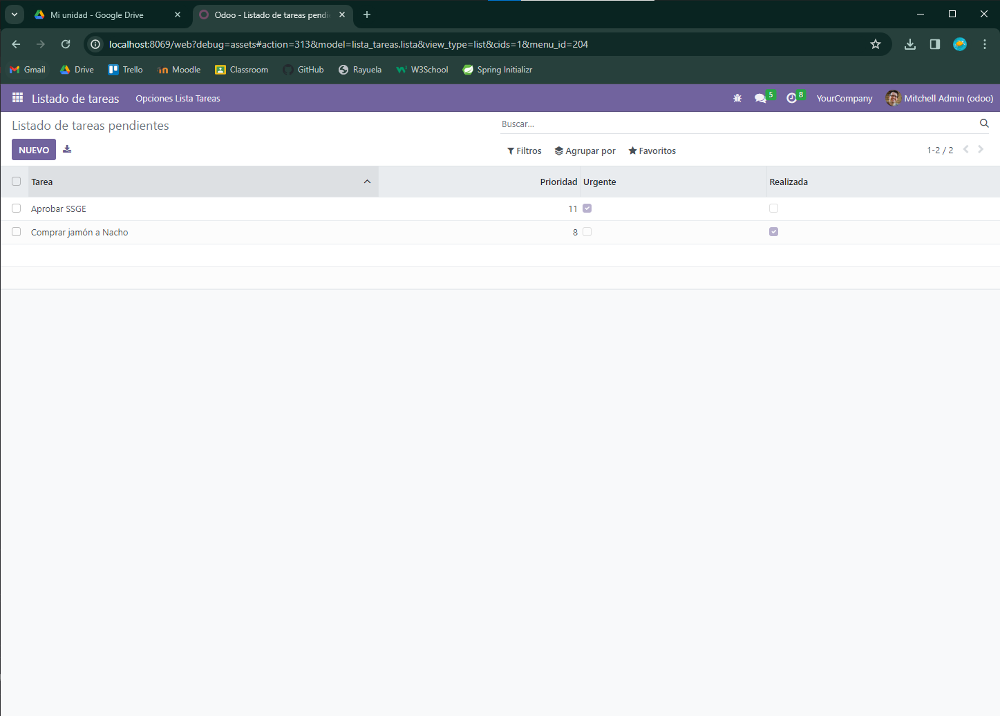 Mi unidad - Google Drive
Odoo - Listado de tareas pendi
localhost:8069/web?debug=assets#action=313&model=lista_tareas.lista&view_type=list&cids=1&menu_id=204
Gmail Drive Trello Moodle Classroom GitHub Rayuela W3School Spring Initializr
Listado de tareas Opciones Lista Tareas 5 8 YourCompany Mitchell Admin (odoo)
Listado de tareas pendientes Buscar...
NUEVO Filtros Agrupar por Favoritos 1-2 / 2
Tarea Prioridad Urgente Realizada
Aprobar SSGE 11
Comprar jamón a Nacho 8